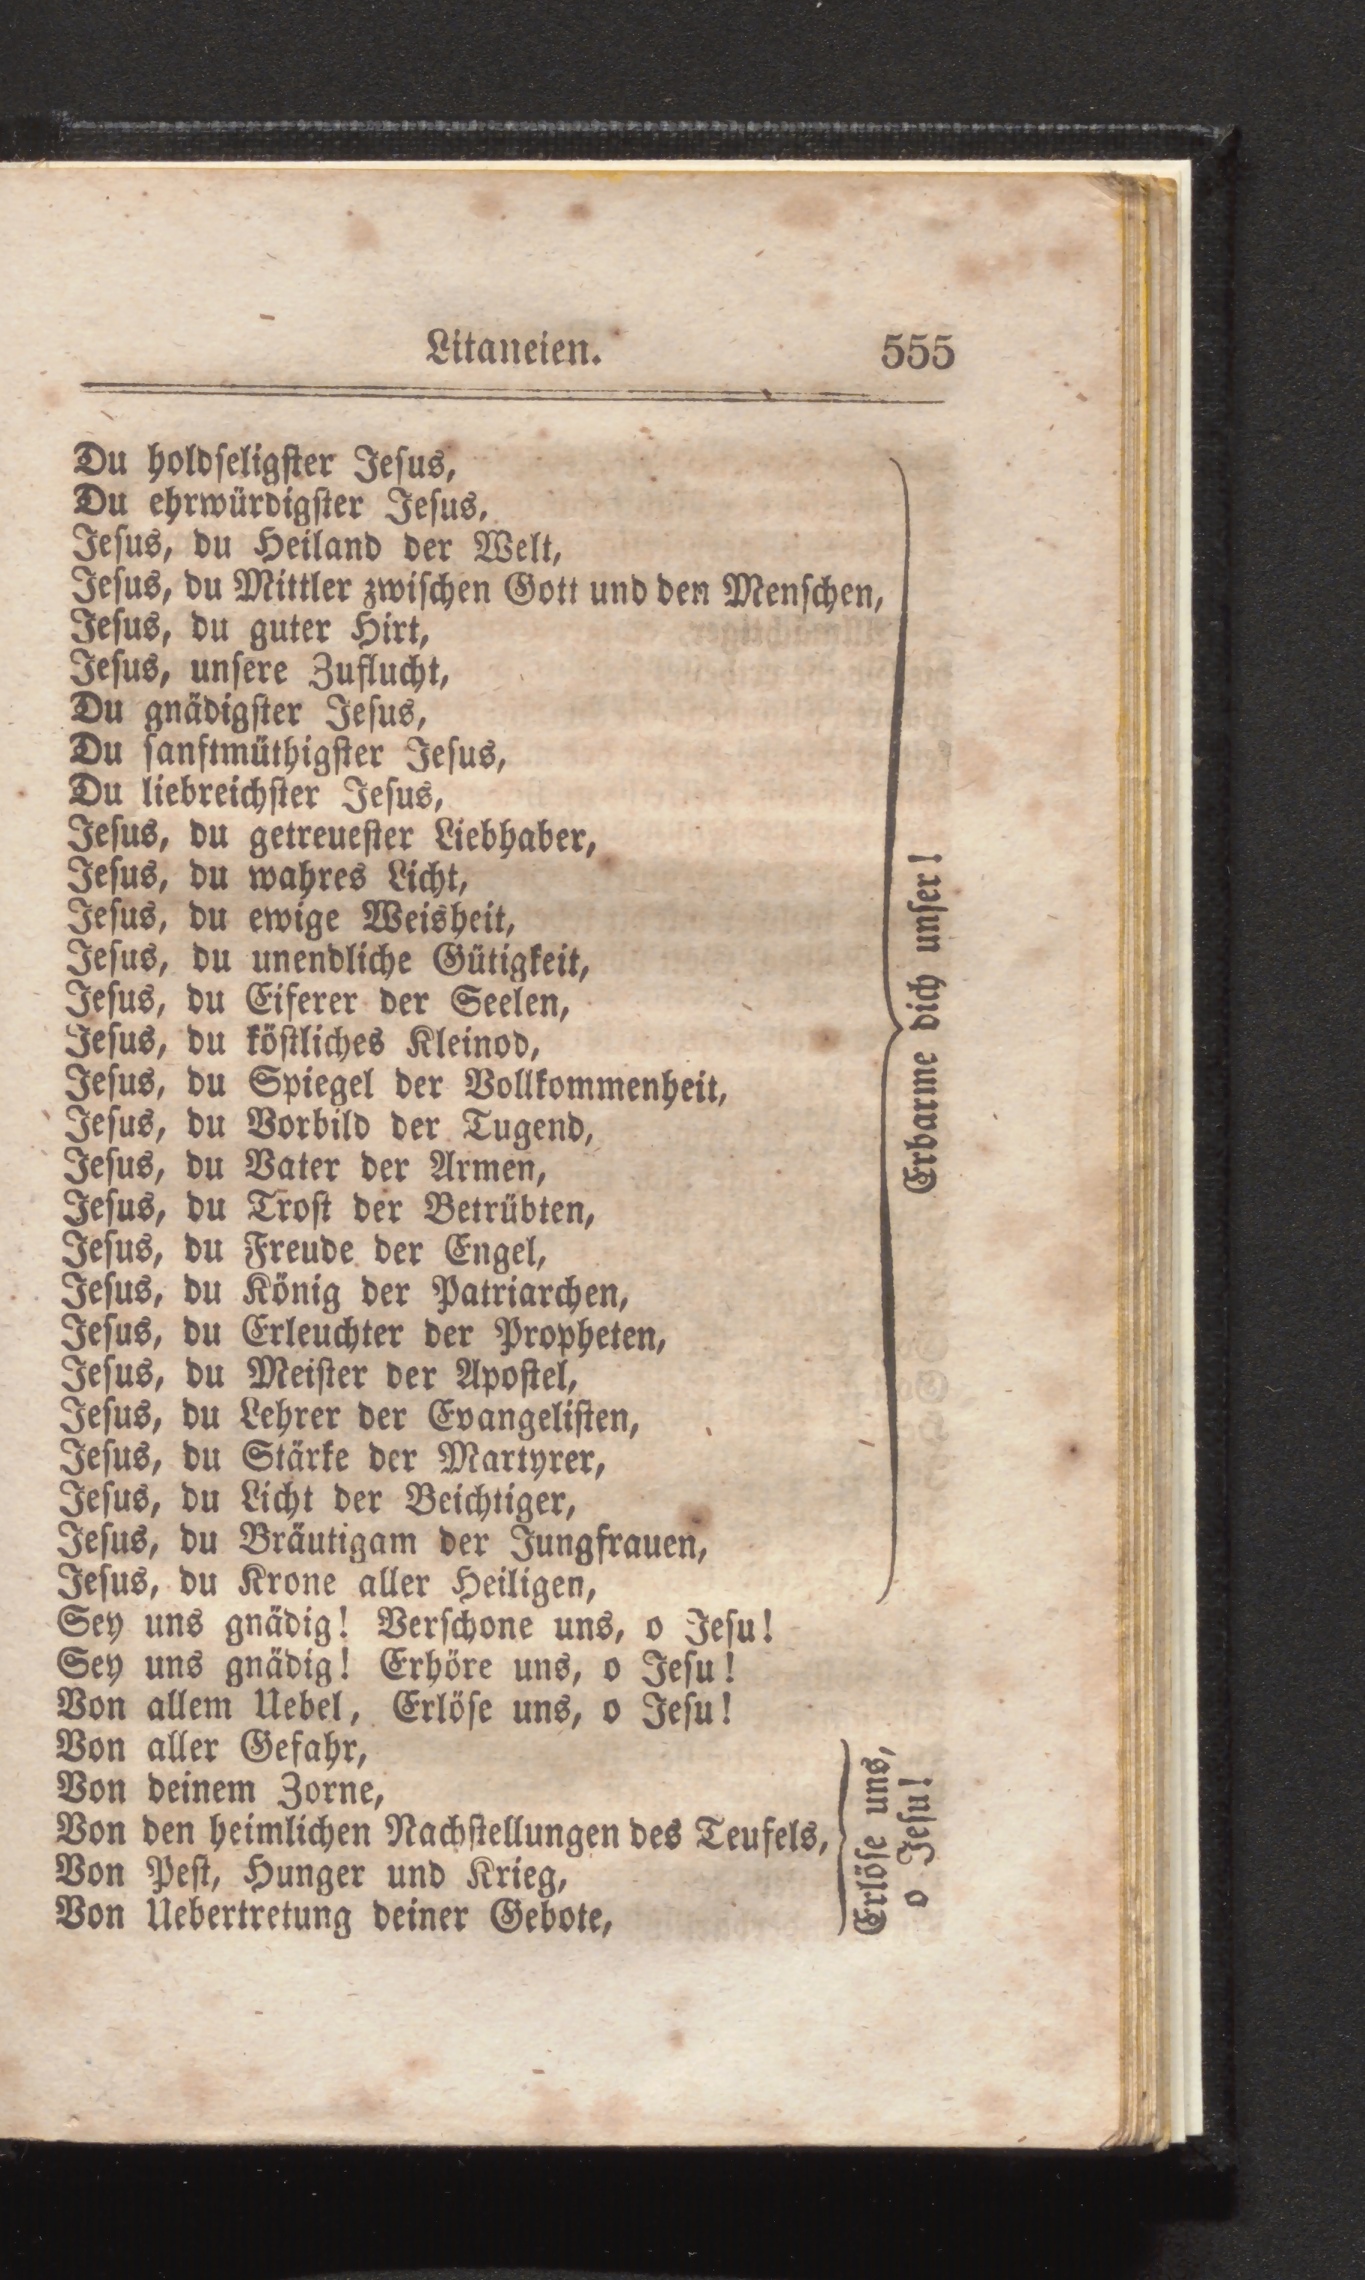 Litaneien. 555
Du holdseligster Jesus,
Du ehrwürdigster Jesus,
Jesus, du Heiland der Welt,
Jesus, du Mittler zwischen Gott und den Menschen,
Jesus, du guter Hirt,
Jesus, unsere Zuflucht,
Du gnädigster Jesus,
Du sanftmüthigster Jesus,
Du liebreichster Jesus,
Jesus, du getreuester Liebhaber,
Jesus, du wahres Licht,
Jesus, du ewige Weisheit,
Jesus, du unendliche Gütigkeit,
Jesus, du Eiferer der Seelen,
Jesus, du köstliches Kleinod,
Jesus, du Spiegel der Vollkommenheit,
Jesus, du Vorbild der Tugend,
Jesus, du Vater der Armen,
Jesus, du Trost der Betrübten,
Jesus, du Freude der Engel,
Jesus, du König der Patriarchen,
Jesus, du Erleuchter der Propheten,
Jesus, du Meister der Apostel,
Jesus, du Lehrer der Evangelisten,
Jesus, du Stärke der Martyrer,
Jesus, du Licht der Beichtiger,
Jesus, du Bräutigam der Jungfrauen,
Jesus, du Krone aller Heiligen,
Erbarme dich unser!
Sey uns gnädig! Verschone uns, o Jesu!
Sey uns gnädig! Erhöre uns, o Jesu!
Von allem Uebel, Erlöse uns, o Jesu!
Von aller Gefahr,
Von deinem Zorne,
Von den heimlichen Nachstellungen des Teufels,
Von Pest, Hunger und Krieg,
Von Uebertretung deiner Gebote,
Erlöse uns,
o Jesu!